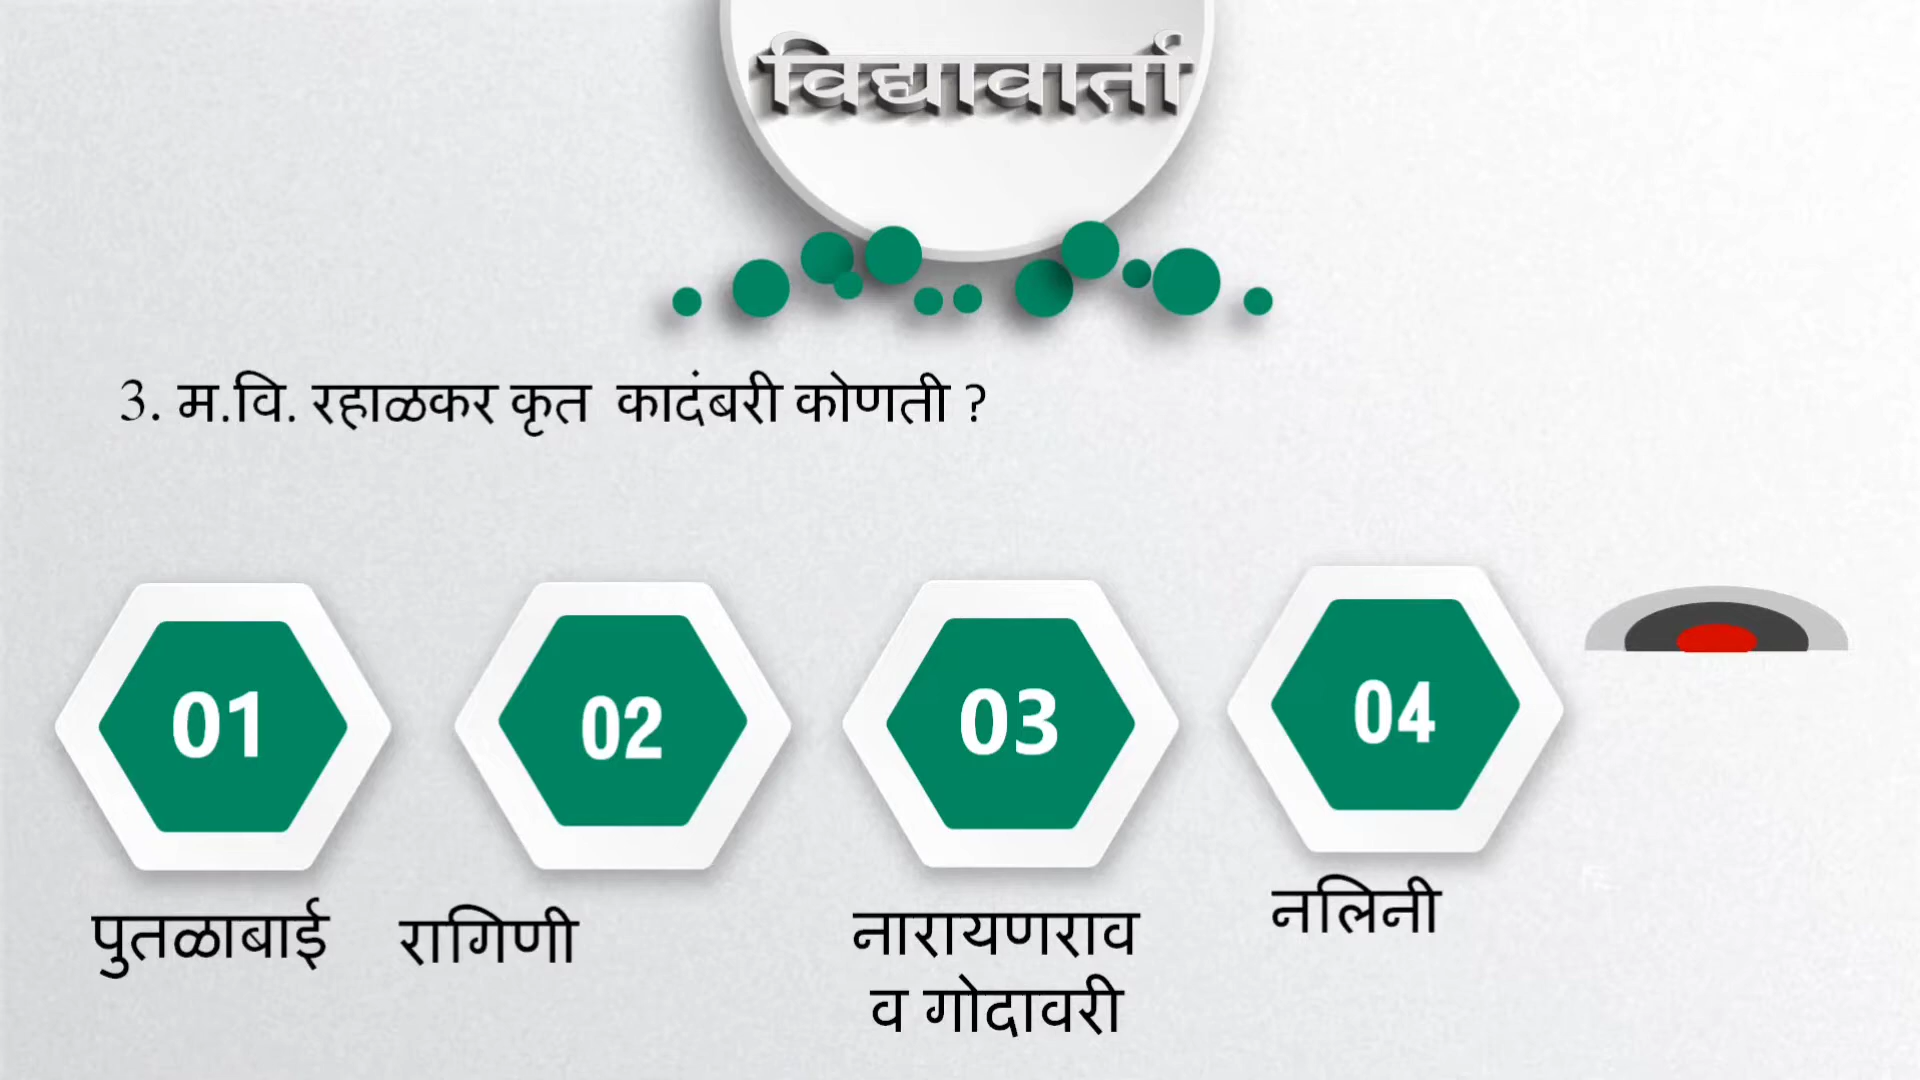 विद्यावार्ता
3. म.वि. रहाळकर कृत कादंबरी कोणती ?
01
02
03
04
पुतळाबाई
रागिणी
नारायणराव
व गोदावरी
नलिनी